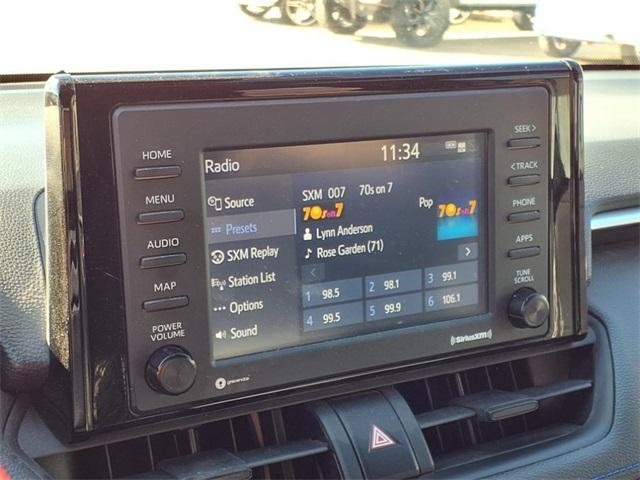 HOME
MENU
AUDIO
MAP
POWER
VOLUME
Radio
11:34
Source
Presets
SXM Replay
Station List
Options
Sound
SXM 007 70s on 7
70s on 7
Pop
70s on 7
Lynn Anderson
Rose Garden (71)
1 98.5
2 98.1
3 99.1
4 99.5
5 99.9
6 106.1
SEEK >
< TRACK
PHONE
APPS
TUNE
SCROLL
gracenote
SiriusXM